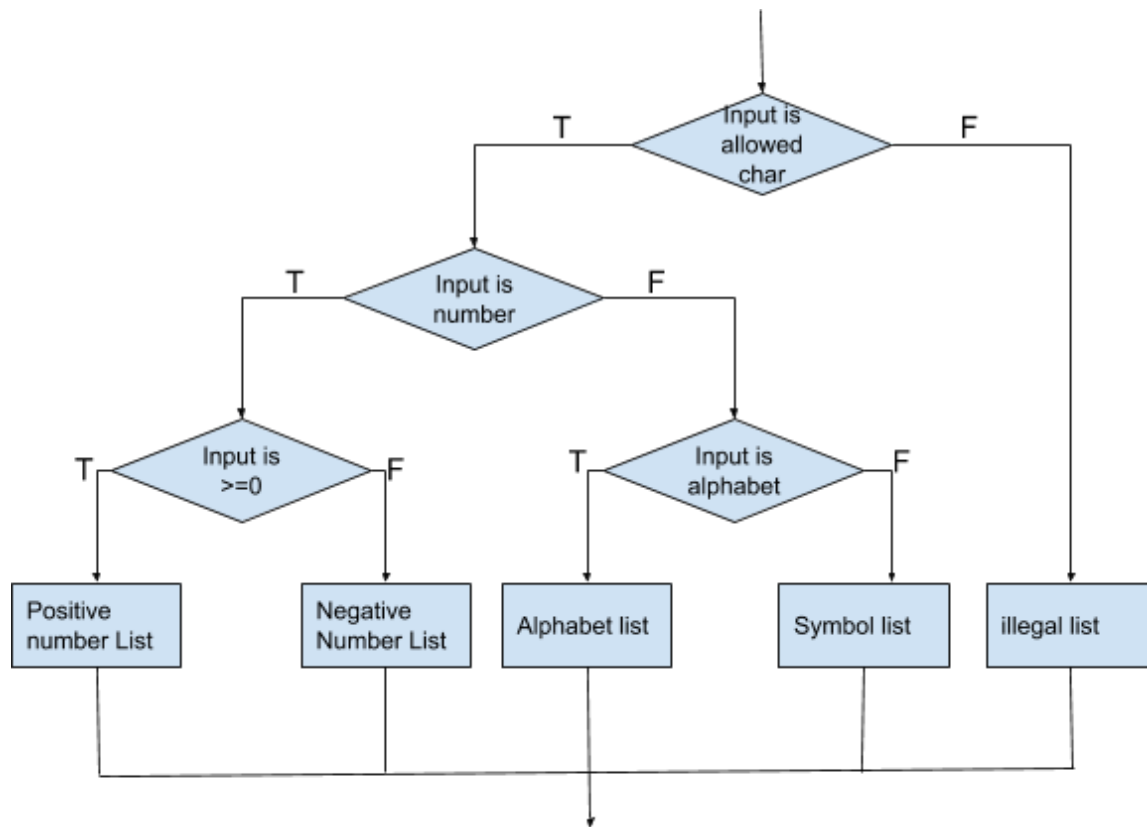 Input is
allowed
char
T
F
Input is
number
T
F
Input is
>=0
T
F
Input is
alphabet
T
F
Positive
number List
Negative
Number List
Alphabet list
Symbol list
illegal list